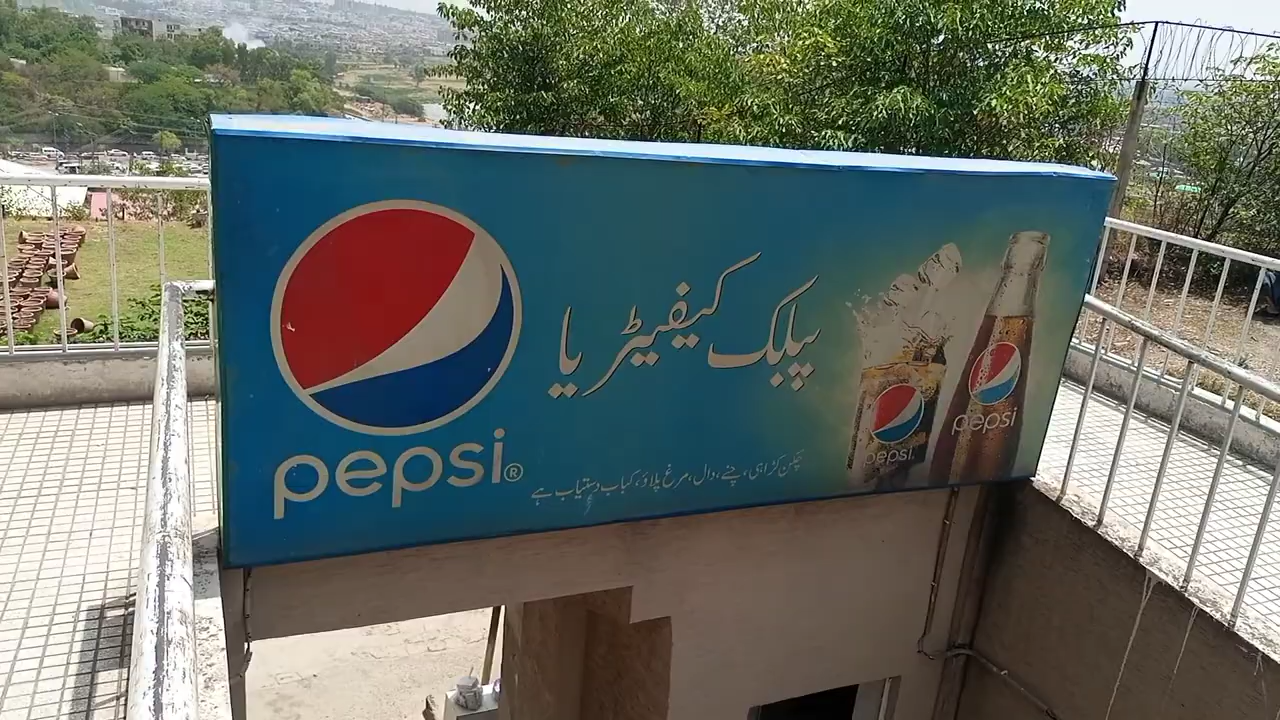 پبلک کیفیٹریا
pepsi®
چکن کڑاہی، چنے، دال، مرغ پلاؤ، کباب دستیاب ہے
pepsi
pepsi